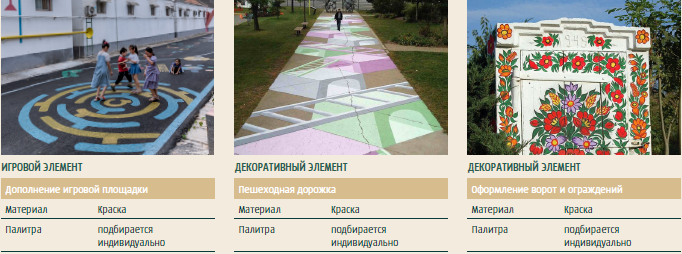 1949
ИГРОВОЙ ЭЛЕМЕНТ
Дополнение игровой площадки
Материал Краска
Палитра подбирается
индивидуально
ДЕКОРАТИВНЫЙ ЭЛЕМЕНТ
Пешеходная дорожка
Материал Краска
Палитра подбирается
индивидуально
ДЕКОРАТИВНЫЙ ЭЛЕМЕНТ
Оформление ворот и ограждений
Материал Краска
Палитра подбирается
индивидуально